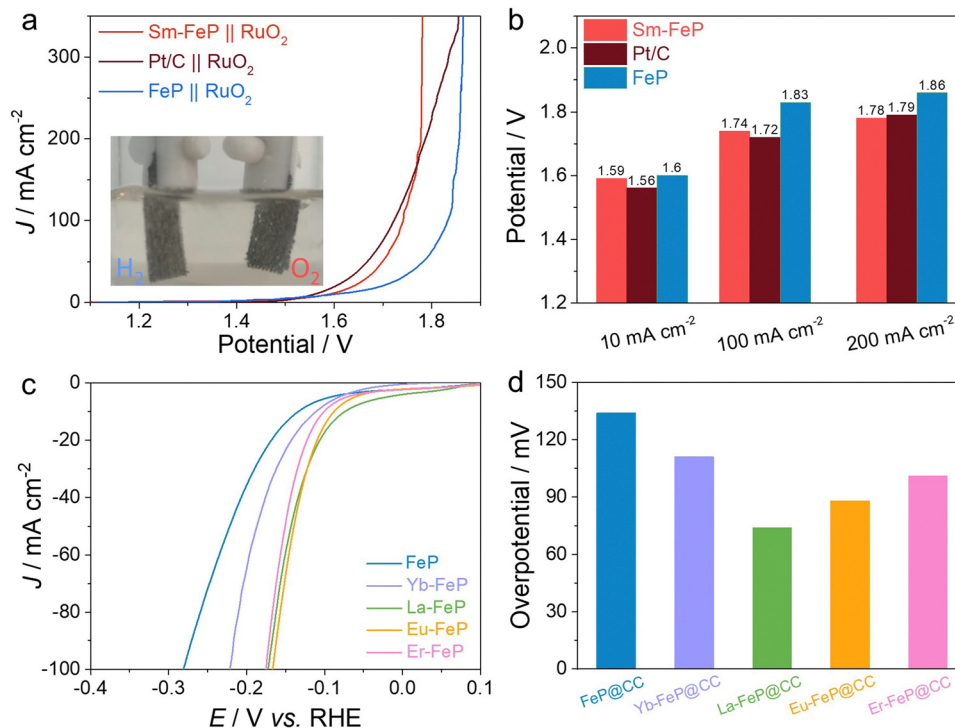 a
Sm-FeP || RuO₂
Pt/C || RuO₂
FeP || RuO₂
300
200
100
0
J / mA cm⁻²
H₂
O₂
1.2
1.4
1.6
1.8
Potential / V
b
Sm-FeP
Pt/C
FeP
2.0
1.8
1.6
1.4
1.2
Potential / V
1.59
1.56
1.6
1.74
1.72
1.83
1.78
1.79
1.86
10 mA cm⁻²
100 mA cm⁻²
200 mA cm⁻²
c
0
-20
-40
-60
-80
-100
J / mA cm⁻²
FeP
Yb-FeP
La-FeP
Eu-FeP
Er-FeP
-0.4
-0.3
-0.2
-0.1
0.0
0.1
E / V vs. RHE
d
150
120
90
60
30
0
Overpotential / mV
FeP@CC
Yb-FeP@CC
La-FeP@CC
Eu-FeP@CC
Er-FeP@CC